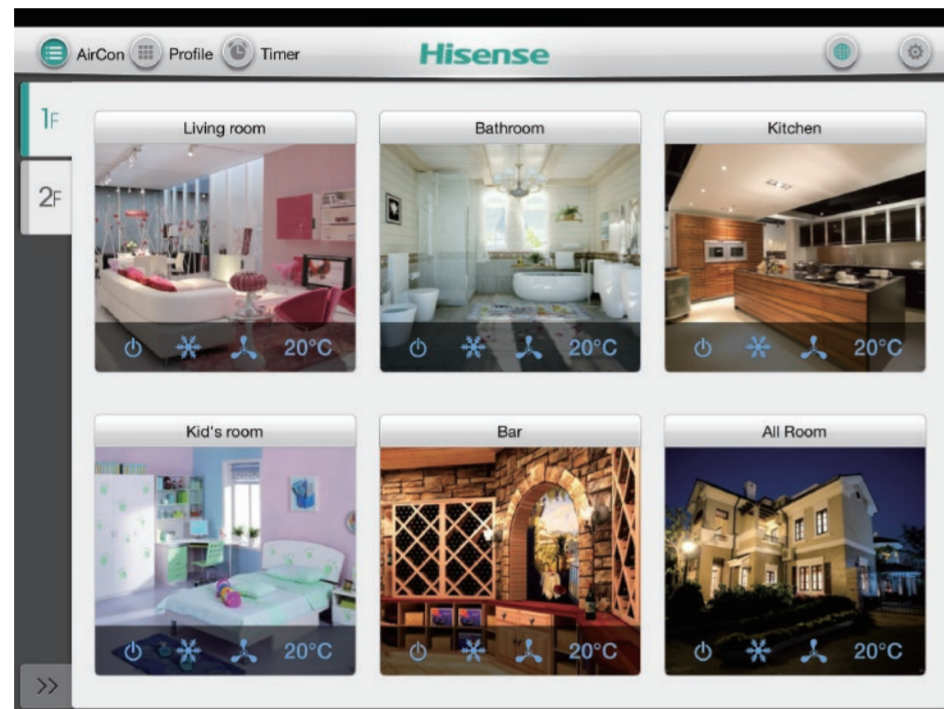 AirCon Profile Timer Hisense
1F
2F
Living room
20°C
Bathroom
20°C
Kitchen
20°C
Kid's room
20°C
Bar
20°C
All Room
20°C
>>